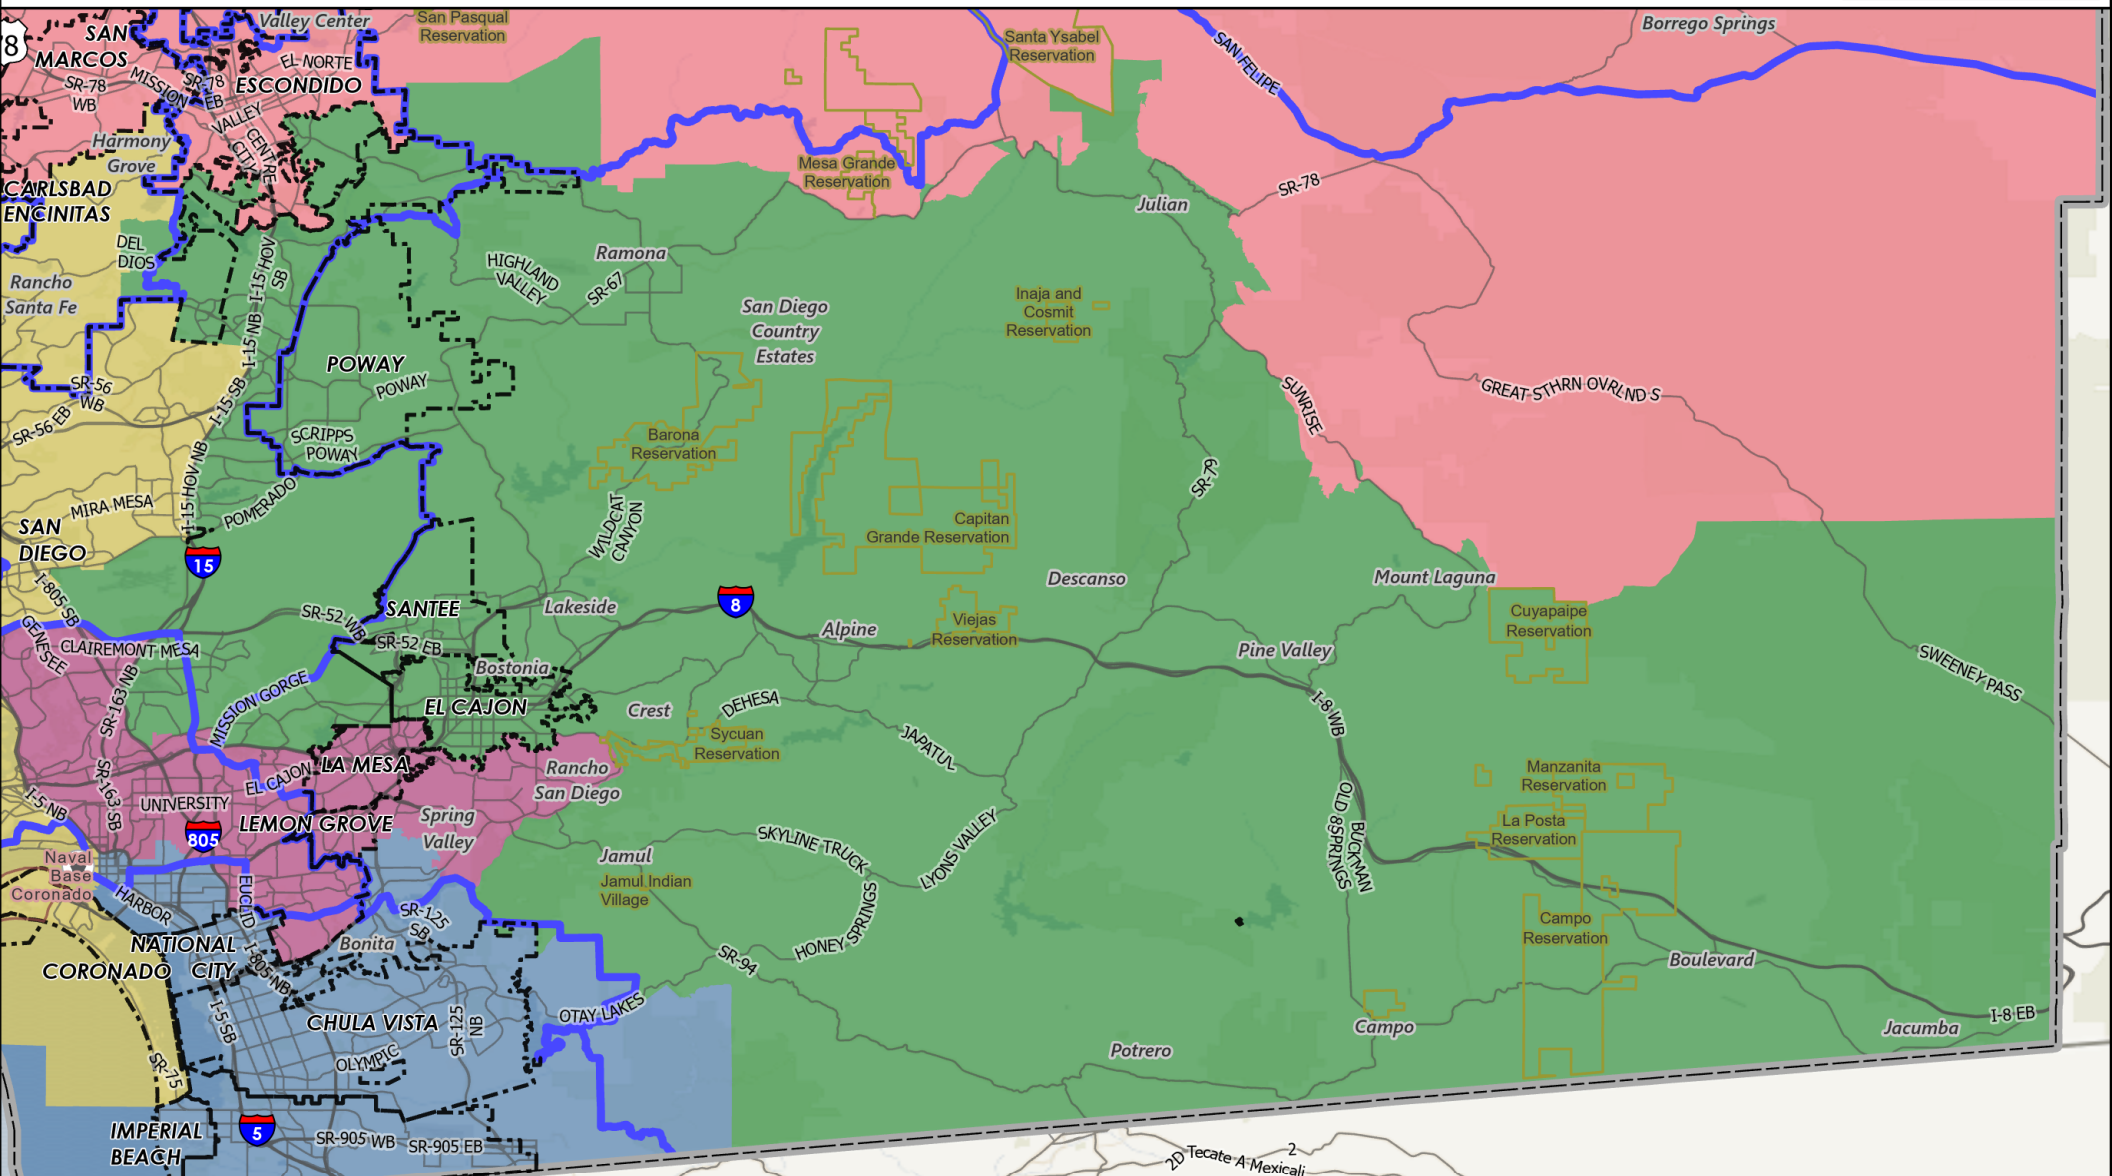 Valley Center
San Pasqual
Reservation
Santa Ysabel
Reservation
Borrego Springs
SAN
MARCOS
8
EL NORTE
SR-78
WB
MISSION
SR-78
EB
ESCONDIDO
SAN FELIPE
VALLEY
CITY
CENTRE
Harmony
Grove
Mesa Grande
Reservation
CARLSBAD
ENCINITAS
SR-78
Julian
DEL
DIOS
Ramona
HIGHLAND
VALLEY
SR-67
I-15 HOV
SB
Rancho
Santa Fe
San Diego
Country
Estates
Inaja and
Cosmit
Reservation
I-15 NB
POWAY
POWAY
SR-56
WB
I-15 SB
SR-56 EB
SUNRISE
GREAT STHRN OVRLND S
SCRIPPS
POWAY
Barona
Reservation
I-15 HOV NB
SR-79
MIRA MESA
POMERADO
WILDCAT
CANYON
SAN
DIEGO
Capitan
Grande Reservation
15
I-805 SB
Descanso
Mount Laguna
SANTEE
Lakeside
8
Cuyapaipe
Reservation
SR-52 WB
SR-52 EB
Alpine
Viejas
Reservation
GENESEE
CLAIREMONT MESA
Pine Valley
Bostonia
SWEENEY PASS
SR-163 NB
MISSION GORGE
EL CAJON
Crest
DEHESA
I-8 WB
Sycuan
Reservation
JAPATUL
LA MESA
Rancho
San Diego
EL CAJON
Manzanita
Reservation
SR-163 SB
I-5 NB
UNIVERSITY
LEMON GROVE
Spring
Valley
805
OLD 8
SPRINGS
BUCKMAN
La Posta
Reservation
SKYLINE TRUCK
LYONS VALLEY
Naval
Base
Coronado
Jamul
Jamul Indian
Village
HARBOR
EUCLID
SR-125
SB
HONEY SPRINGS
Campo
Reservation
NATIONAL
CITY
CORONADO
Bonita
I-805 NB
SR-94
Boulevard
I-5 SB
CHULA VISTA
SR-125
NB
OTAY LAKES
Campo
I-8 EB
Jacumba
OLYMPIC
SR-75
Potrero
IMPERIAL
BEACH
5
SR-905 WB
SR-905 EB
2D
Tecate A Mexicali
2